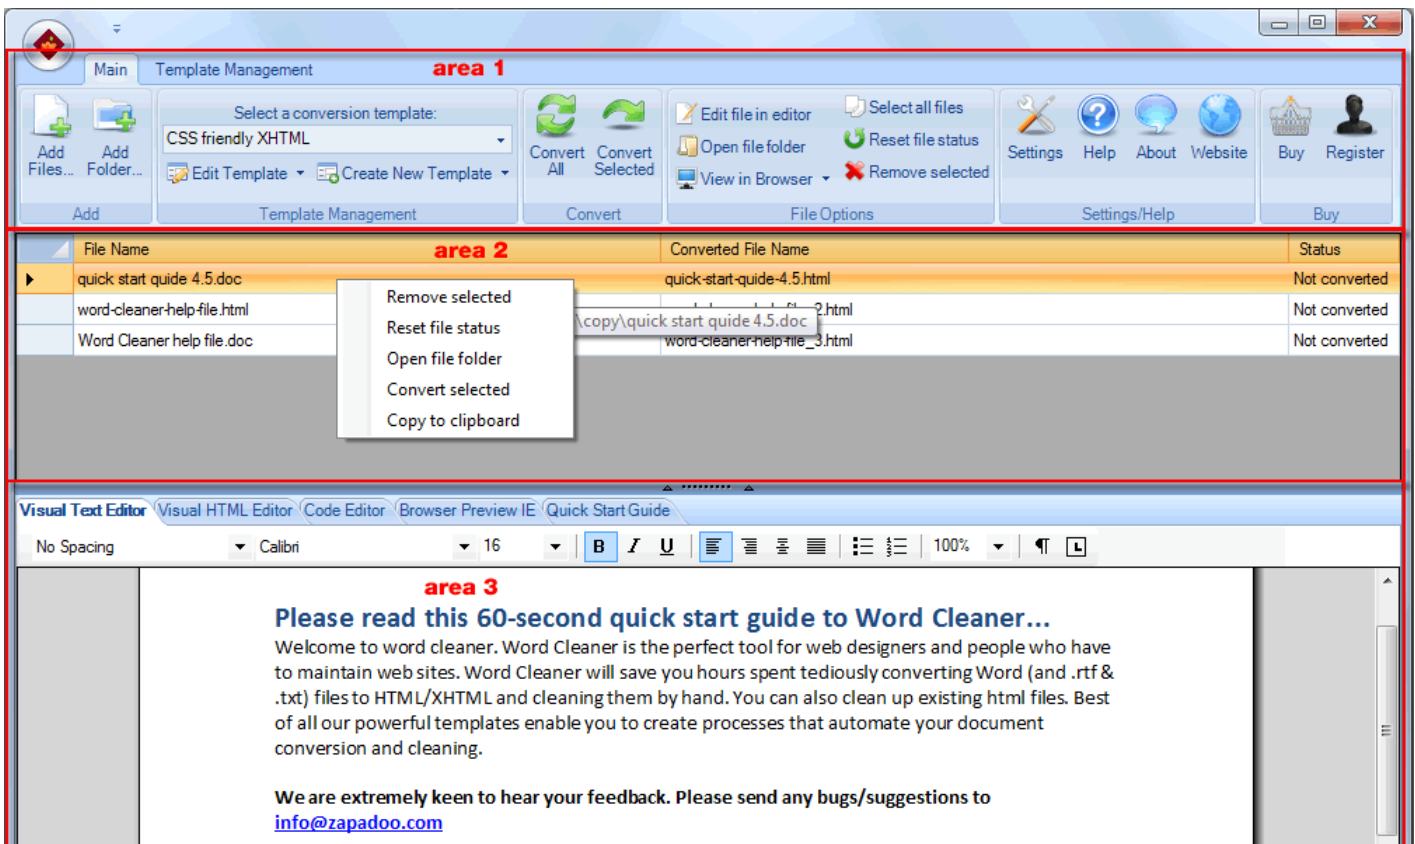 Main
Template Management
area 1
Add Files...
Add Folder...
Add
Select a conversion template:
CSS friendly XHTML
Edit Template
Create New Template
Template Management
Convert All
Convert Selected
Convert
Edit file in editor
Open file folder
View in Browser
Select all files
Reset file status
Remove selected
File Options
Settings
Help
About
Website
Settings/Help
Buy
Register
Buy
File Name
area 2
Converted File Name
Status
quick start quide 4.5.doc
quick-start-quide-4.5.html
Not converted
word-cleaner-help-file.html
2.html
Not converted
Word Cleaner help file.doc
word-cleaner-help-file_3.html
Not converted
Remove selected
Reset file status
Open file folder
Convert selected
Copy to clipboard
\copy\quick start quide 4.5.doc
Visual Text Editor
Visual HTML Editor
Code Editor
Browser Preview IE
Quick Start Guide
No Spacing
Calibri
16
B I U
100%
¶
L
area 3
Please read this 60-second quick start guide to Word Cleaner...
Welcome to word cleaner. Word Cleaner is the perfect tool for web designers and people who have
to maintain web sites. Word Cleaner will save you hours spent tediously converting Word (and .rtf &
.txt) files to HTML/XHTML and cleaning them by hand. You can also clean up existing html files. Best
of all our powerful templates enable you to create processes that automate your document
conversion and cleaning.
We are extremely keen to hear your feedback. Please send any bugs/suggestions to
info@zapadoo.com